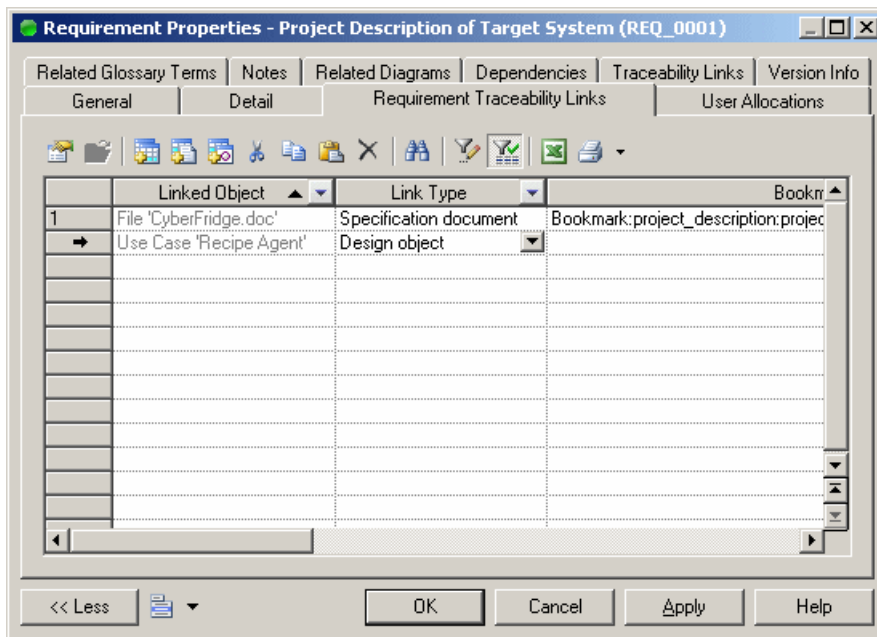 Requirement Properties - Project Description of Target System (REQ_0001)
Related Glossary Terms Notes Related Diagrams Dependencies Traceability Links Version Info
General Detail Requirement Traceability Links User Allocations
Linked Object Link Type Bookm
1 File 'CyberFridge.doc' Specification document Bookmark:project_description:projec
Use Case 'Recipe Agent' Design object
<< Less OK Cancel Apply Help